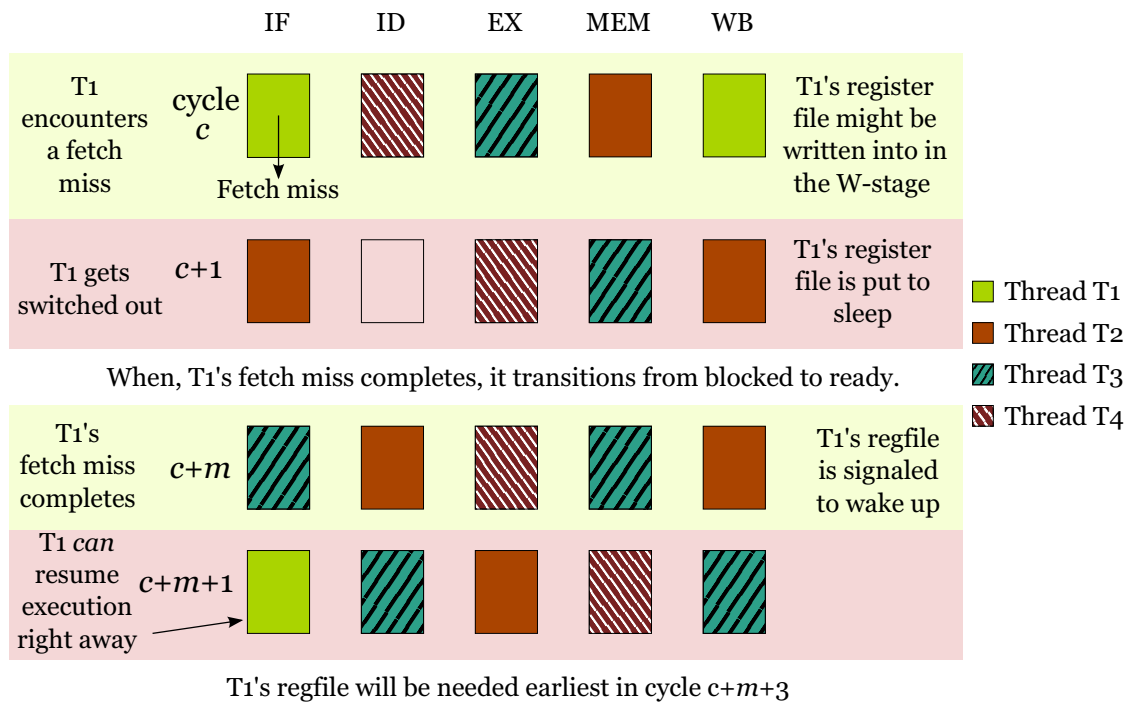 IF ID EX MEM WB
T1
encounters
a fetch
miss
cycle
c
Fetch miss
T1's register
file might be
written into in
the W-stage
T1 gets
switched out
c+1
T1's register
file is put to
sleep
When, T1's fetch miss completes, it transitions from blocked to ready.
T1's
fetch miss
completes
c+m
T1's regfile
is signaled
to wake up
T1 can
resume
execution
right away
c+m+1
T1's regfile will be needed earliest in cycle c+m+3
Thread T1
Thread T2
Thread T3
Thread T4